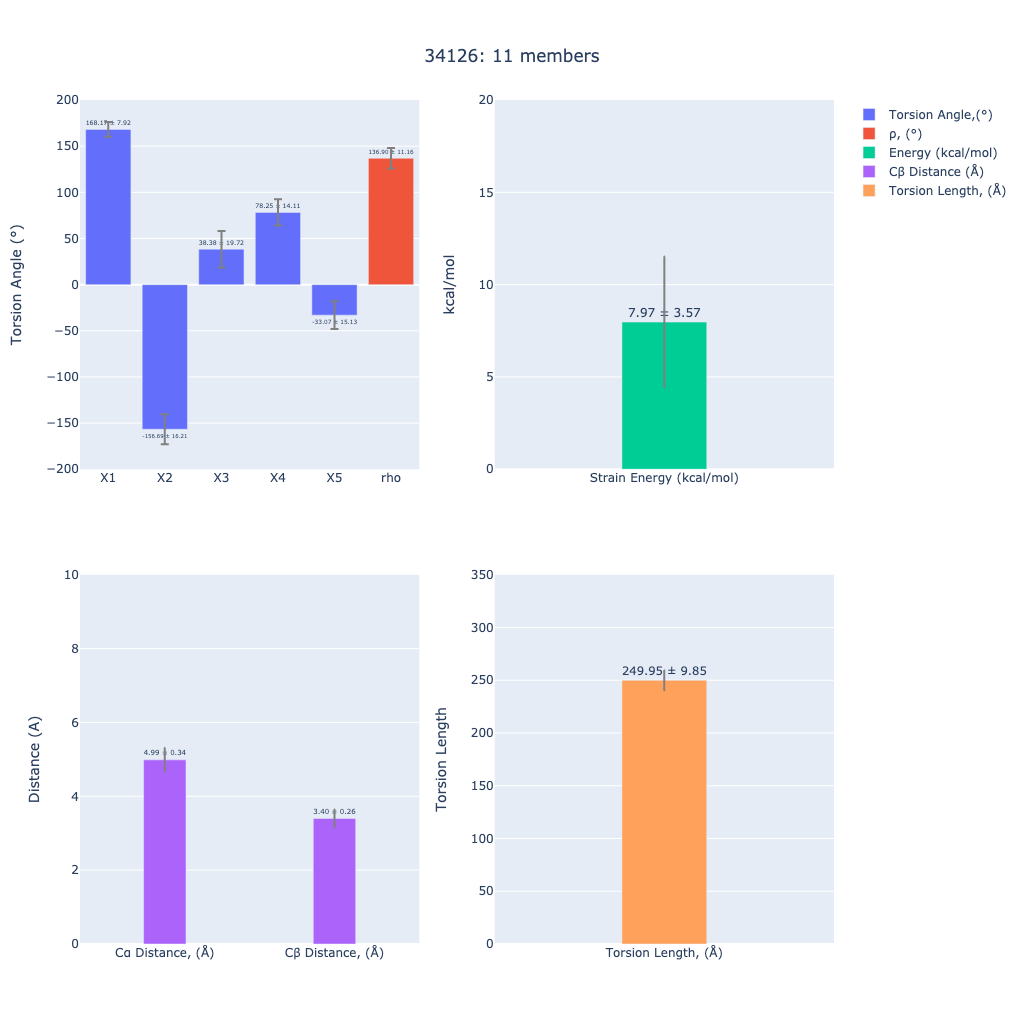 34126: 11 members
Torsion Angle (°)
200
150
100
50
0
−50
−100
−150
−200
168.17 ± 7.92
-156.69 ± 16.21
38.38 ± 19.72
78.25 ± 14.11
-33.07 ± 15.13
136.90 ± 11.16
X1 X2 X3 X4 X5 rho
kcal/mol
20
15
10
5
0
7.97 ± 3.57
Strain Energy (kcal/mol)
Torsion Angle,(°)
ρ, (°)
Energy (kcal/mol)
Cβ Distance (Å)
Torsion Length, (Å)
Distance (A)
10
8
6
4
2
0
4.99 ± 0.34
3.40 ± 0.26
Cα Distance, (Å) Cβ Distance, (Å)
Torsion Length
350
300
250
200
150
100
50
0
249.95 ± 9.85
Torsion Length, (Å)